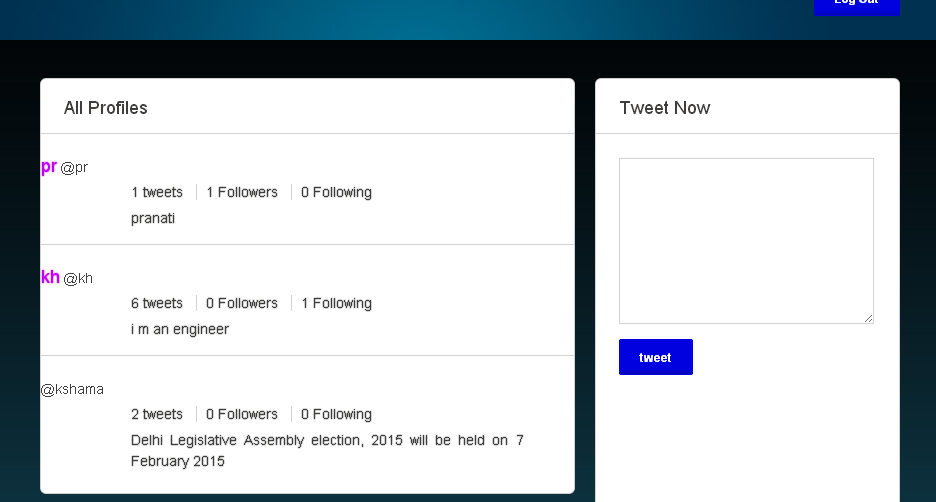 Log Out
All Profiles
Tweet Now
pr @pr
1 tweets 1 Followers 0 Following
pranati
kh @kh
6 tweets 0 Followers 1 Following
i m an engineer
tweet
@kshama
2 tweets 0 Followers 0 Following
Delhi Legislative Assembly election, 2015 will be held on 7
February 2015